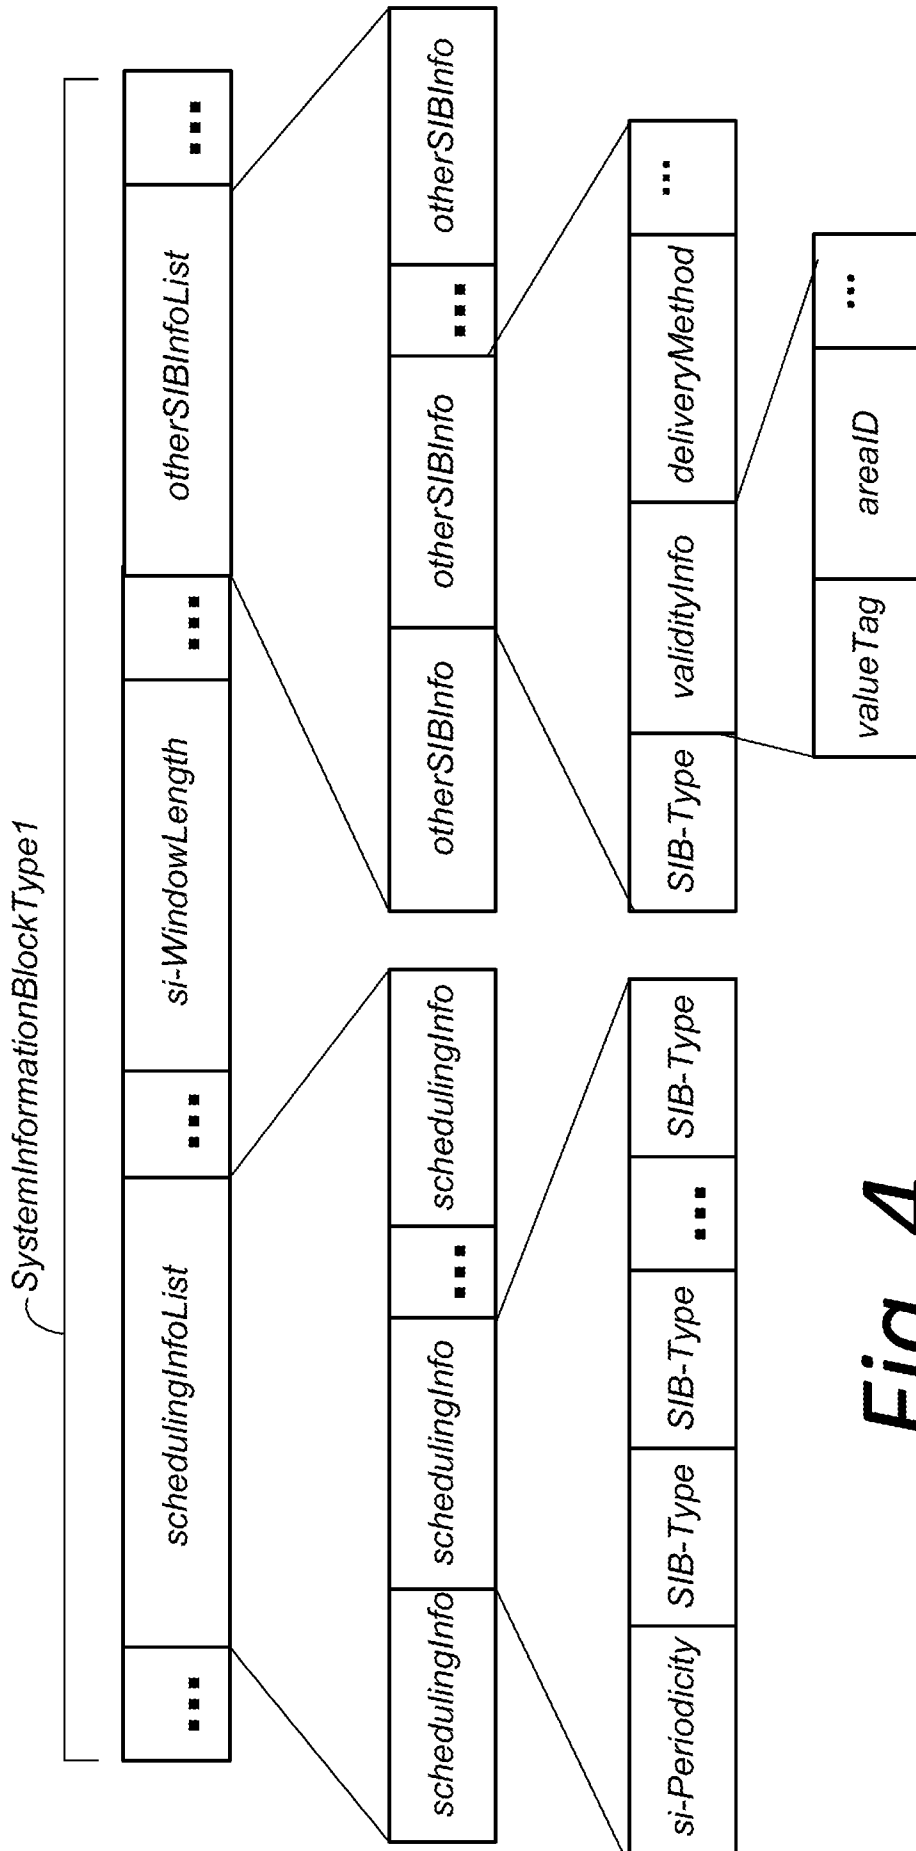 SystemInformationBlockType1
... schedulingInfoList ... si-WindowLength ... otherSIBInfoList ...
schedulingInfo schedulingInfo ... schedulingInfo
otherSIBInfo otherSIBInfo ... otherSIBInfo
si-Periodicity SIB-Type SIB-Type ... SIB-Type
SIB-Type validityInfo deliveryMethod ...
valueTag areaID ...
Fig. 4